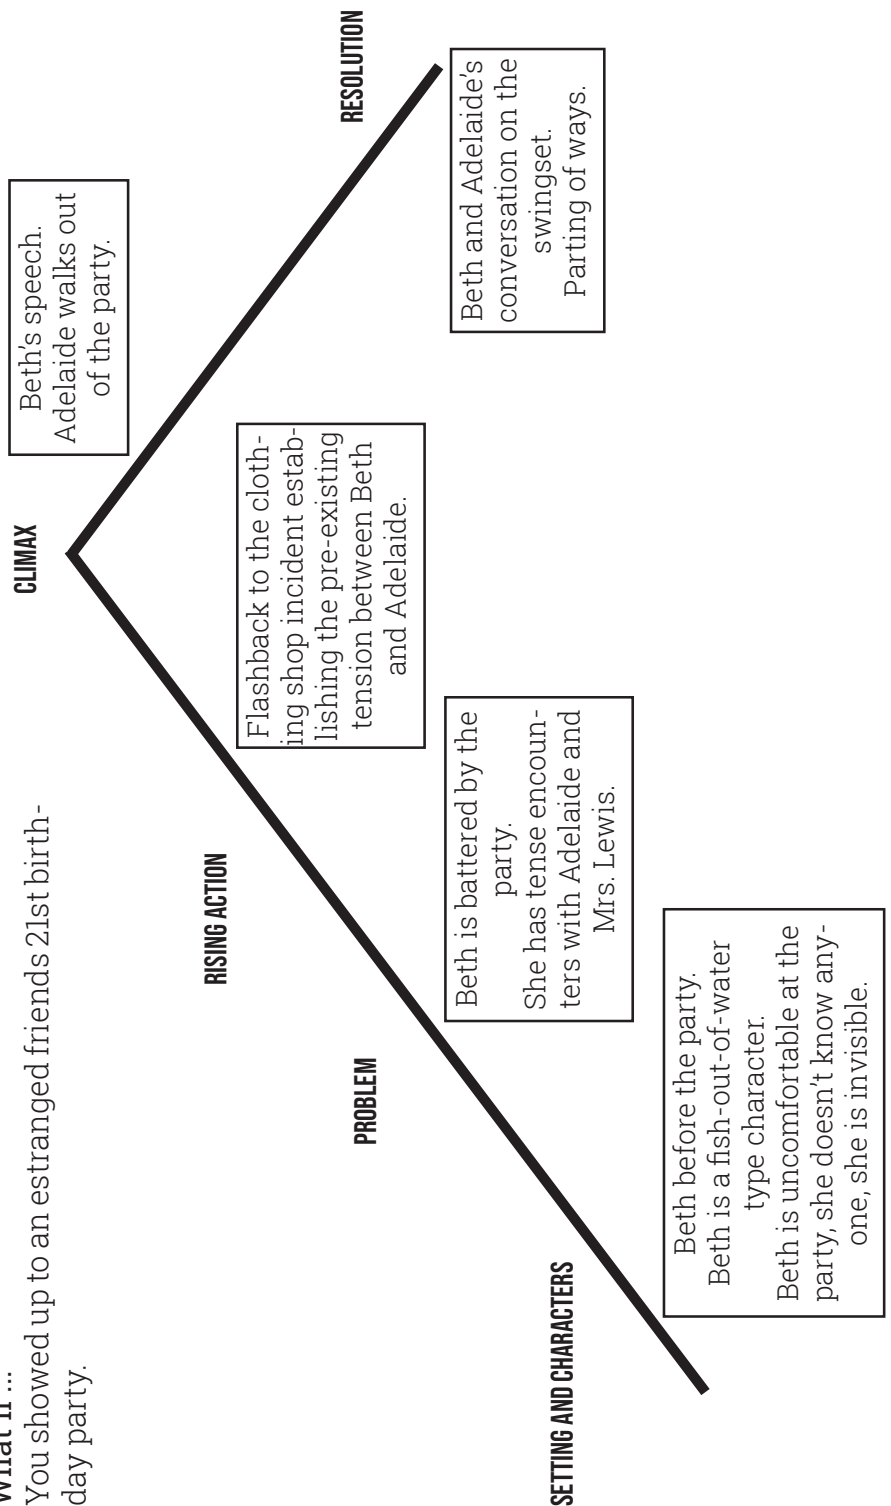 What if ...
You showed up to an estranged friends 21st birth-
day party.
SETTING AND CHARACTERS
Beth before the party.
Beth is a fish-out-of-water
type character.
Beth is uncomfortable at the
party, she doesn't know any-
one, she is invisible.
PROBLEM
Beth is battered by the
party.
She has tense encoun-
ters with Adelaide and
Mrs. Lewis.
RISING ACTION
Flashback to the cloth-
ing shop incident estab-
lishing the pre-existing
tension between Beth
and Adelaide.
CLIMAX
Beth's speech.
Adelaide walks out
of the party.
RESOLUTION
Beth and Adelaide's
conversation on the
swingset.
Parting of ways.